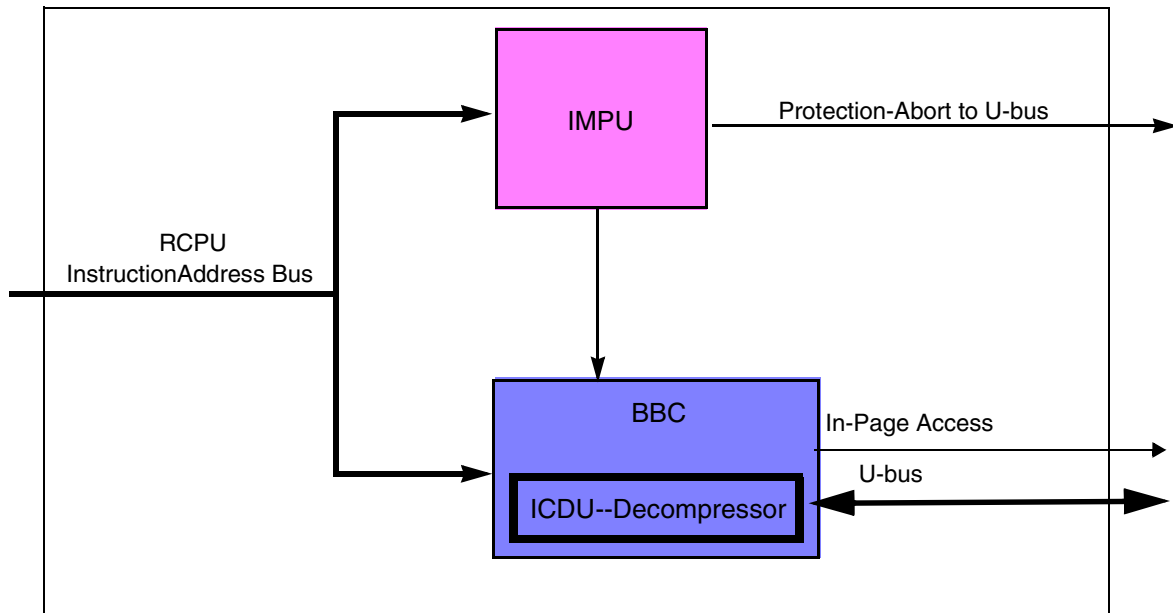 IMPU
Protection-Abort to U-bus
RCPU
InstructionAddress Bus
BBC
In-Page Access
U-bus
ICDU--Decompressor